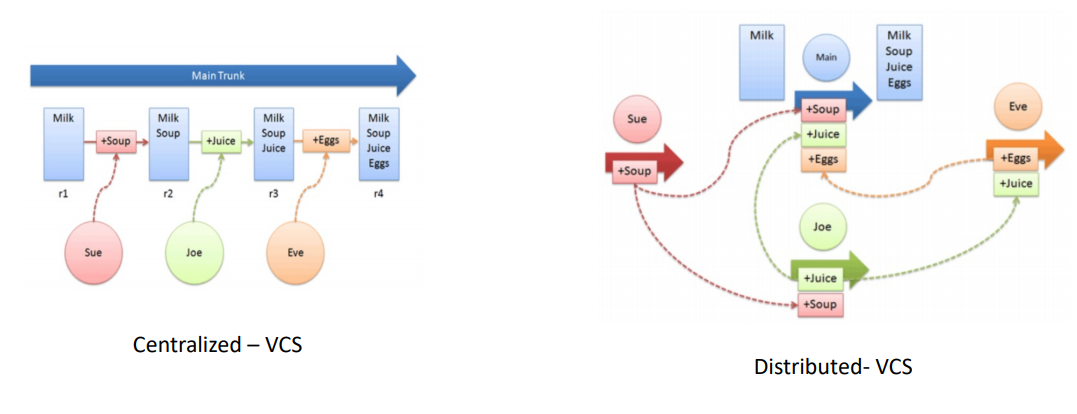 Main Trunk
Milk
+Soup
Milk
Soup
+Juice
Milk
Soup
Juice
+Eggs
Milk
Soup
Juice
Eggs
r1
r2
r3
r4
Sue
Joe
Eve
Centralized – VCS
Milk
Main
Milk
Soup
Juice
Eggs
Sue
+Soup
+Soup
+Juice
+Eggs
Eve
+Eggs
+Juice
Joe
+Juice
+Soup
Distributed- VCS